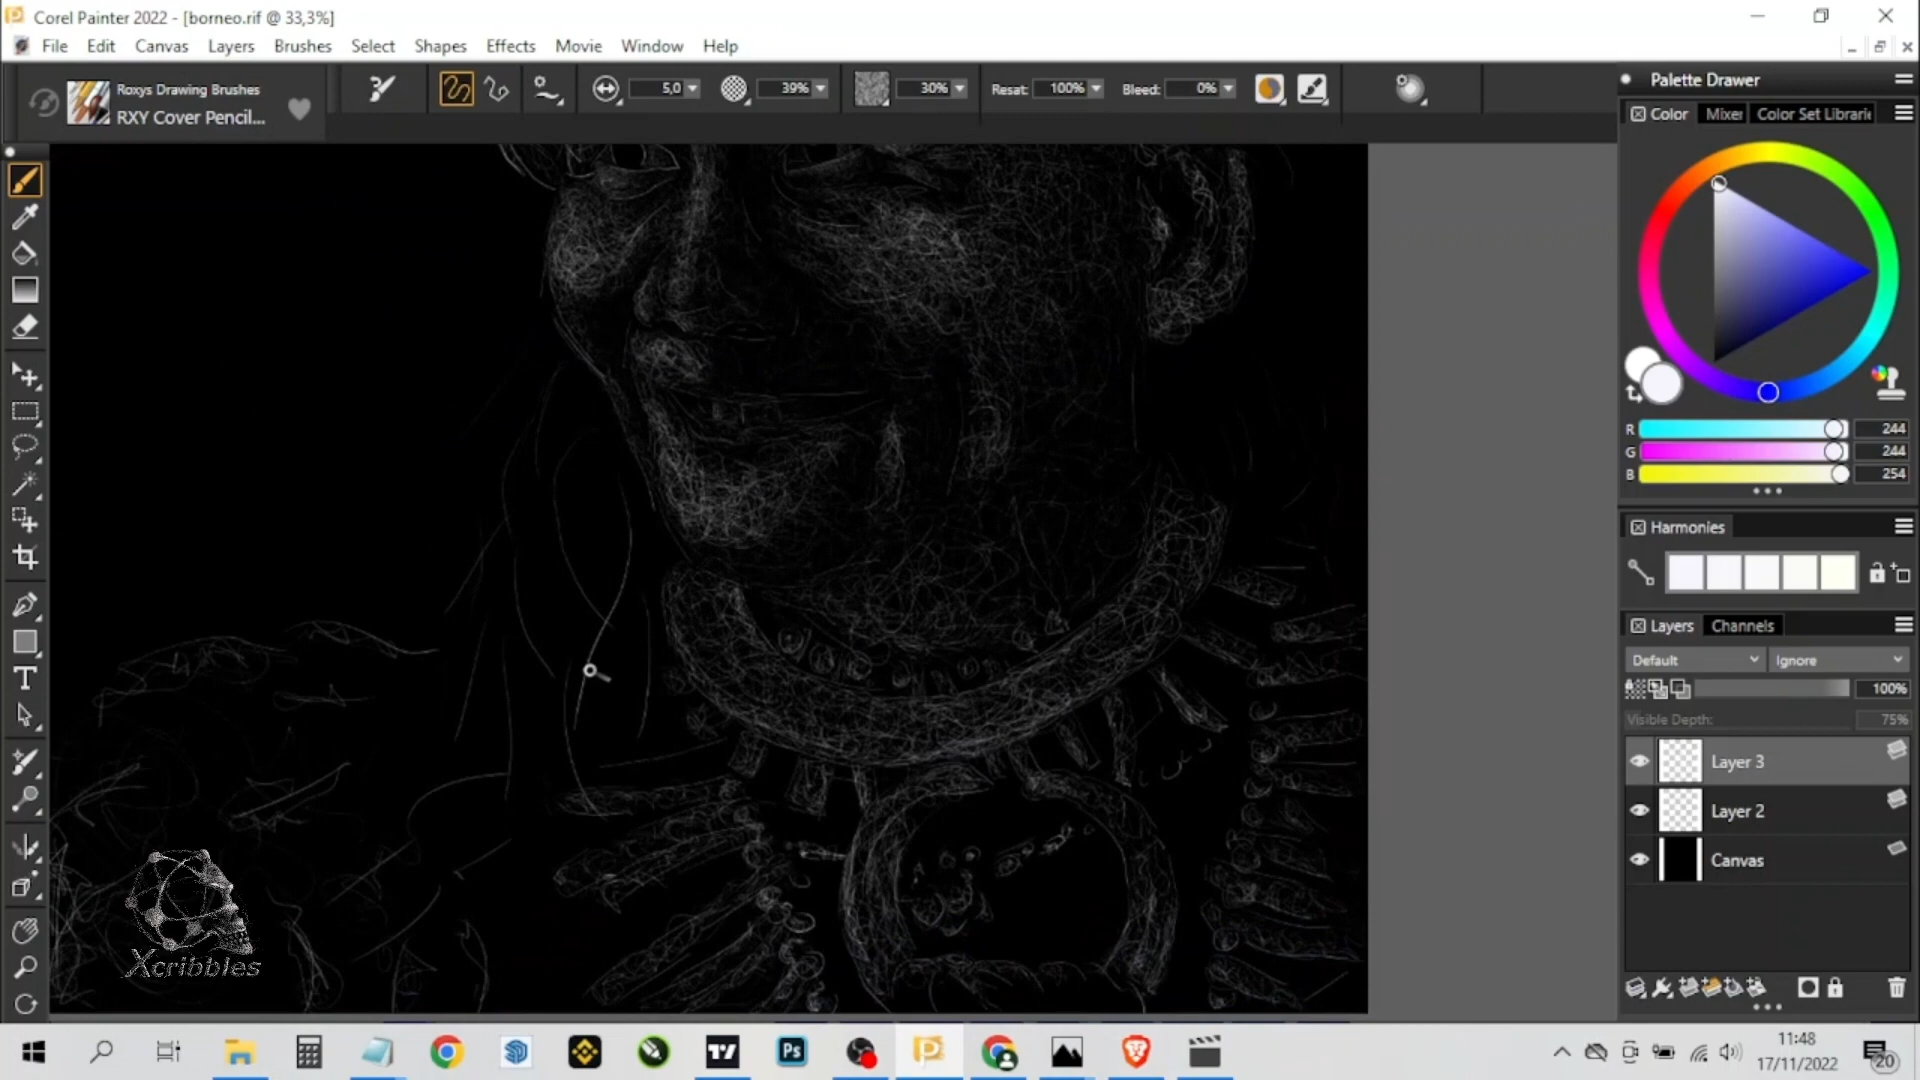 Corel Painter 2022 - [borneo.rif @ 33,3%]
File Edit Canvas Layers Brushes Select Shapes Effects Movie Window Help
Roxys Drawing Brushes
RXY Cover Pencil...
5,0
39%
30%
Resat: 100%
Bleed: 0%
Palette Drawer
Color Mixer Color Set Librarie
R 244
G 244
B 254
Harmonies
Layers Channels
Default Ignore
100%
Visible Depth: 75%
Layer 3
Layer 2
Canvas
Xcribbles
T
Ps
11:48
17/11/2022
20